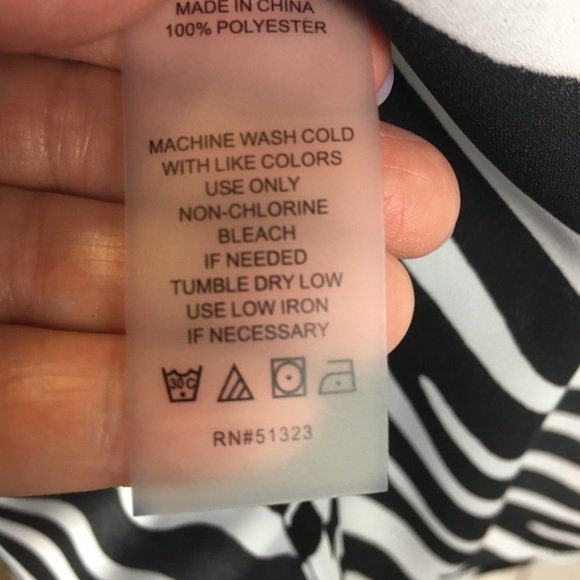 MADE IN CHINA
100% POLYESTER
MACHINE WASH COLD
WITH LIKE COLORS
USE ONLY
NON-CHLORINE
BLEACH
IF NEEDED
TUMBLE DRY LOW
USE LOW IRON
IF NECESSARY
30C
RN#51323